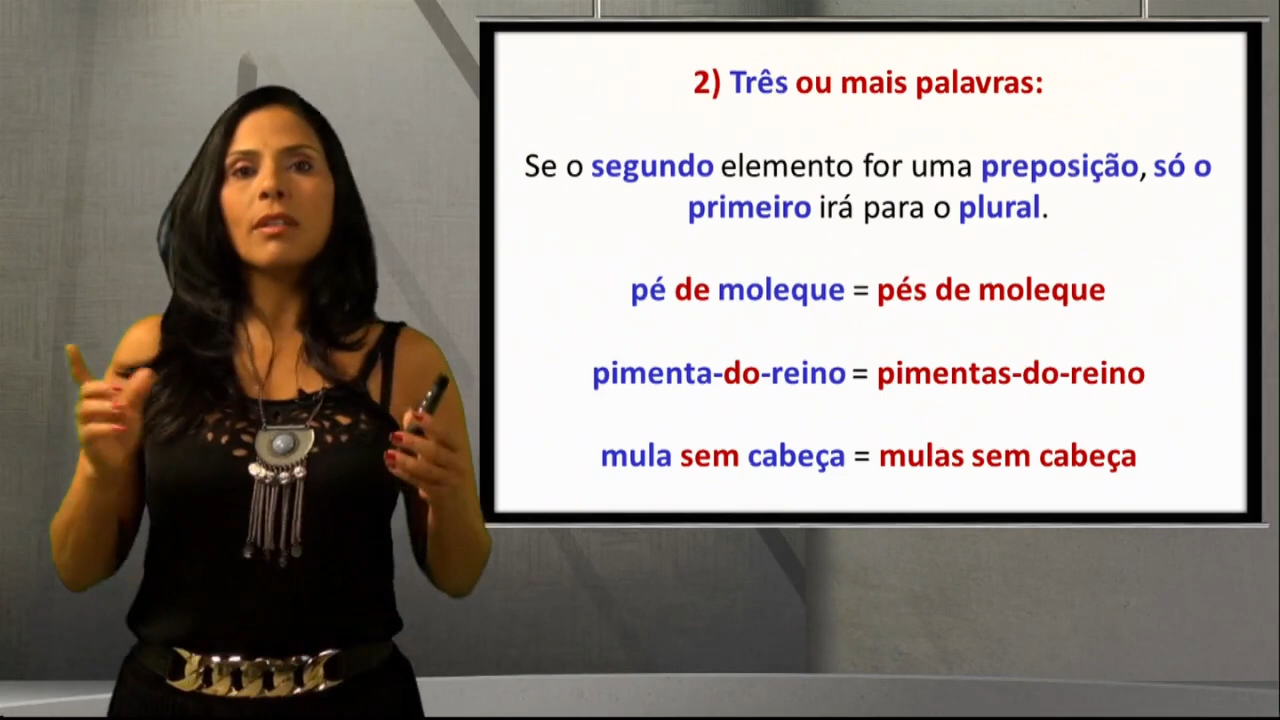 2) Três ou mais palavras:
Se o segundo elemento for uma preposição, só o
primeiro irá para o plural.
pé de moleque = pés de moleque
pimenta-do-reino = pimentas-do-reino
mula sem cabeça = mulas sem cabeça